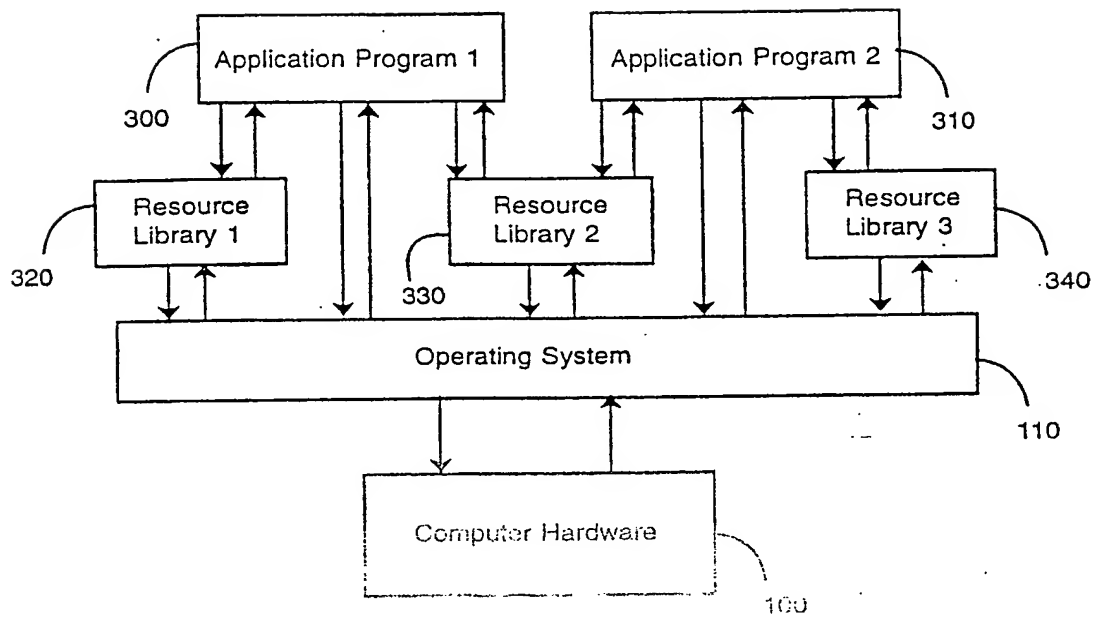 Application Program 1
Application Program 2
300
310
Resource
Library 1
Resource
Library 2
Resource
Library 3
320
330
340
Operating System
110
Computer Hardware
100